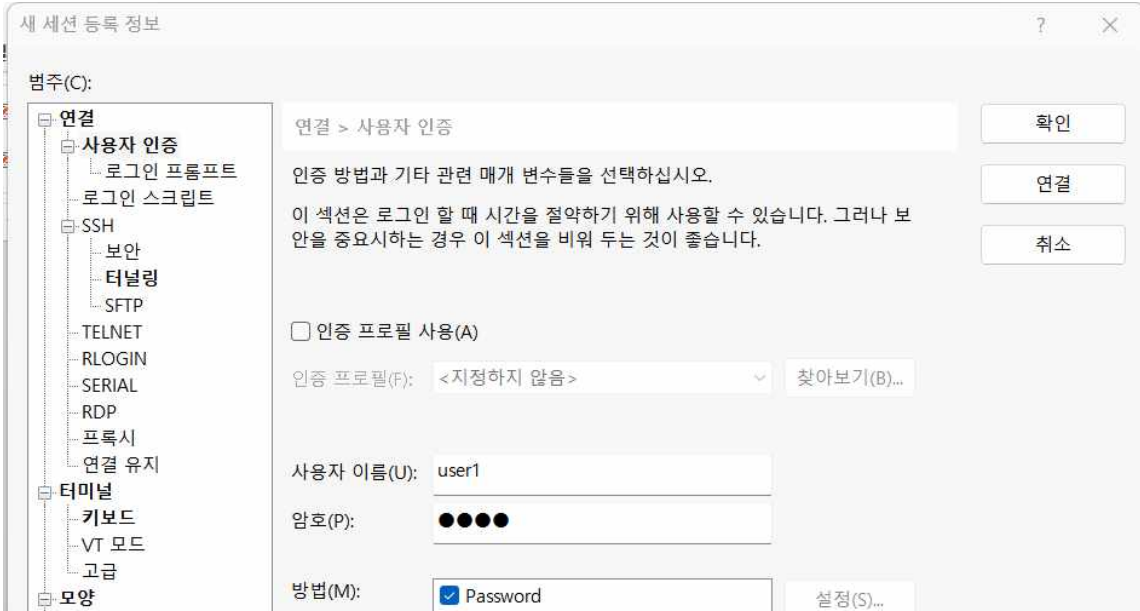 새 세션 등록 정보
범주(C):
연결
사용자 인증
로그인 프롬프트
로그인 스크립트
SSH
보안
터널링
SFTP
TELNET
RLOGIN
SERIAL
RDP
프록시
연결 유지
터미널
키보드
VT 모드
고급
모양
연결 > 사용자 인증
인증 방법과 기타 관련 매개 변수들을 선택하십시오.
이 섹션은 로그인 할 때 시간을 절약하기 위해 사용할 수 있습니다. 그러나 보
안을 중요시하는 경우 이 섹션을 비워 두는 것이 좋습니다.
인증 프로필 사용(A)
인증 프로필(F): <지정하지 않음> 찾아보기(B)...
사용자 이름(U): user1
암호(P): ●●●●
방법(M): Password 설정(S)...
확인
연결
취소